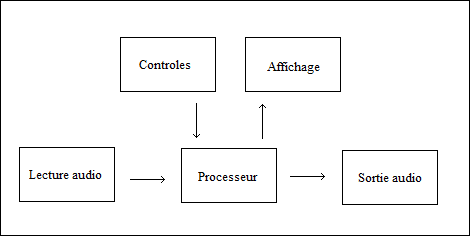 Controles
Affichage
Lecture audio
Processeur
Sortie audio